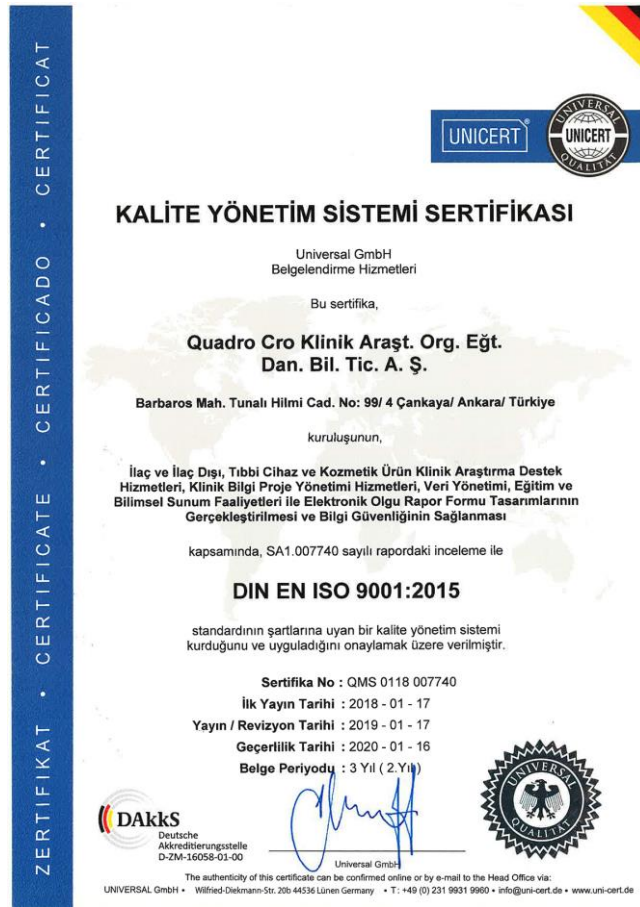 ZERTIFIKAT • CERTIFICATE • CERTIFICADO • CERTIFICAT
UNICERT®
UNIVERSAL
UNICERT
QUALITAT
KALİTE YÖNETİM SİSTEMİ SERTİFİKASI
Universal GmbH
Belgelendirme Hizmetleri
Bu sertifika,
Quadro Cro Klinik Araşt. Org. Eğt.
Dan. Bil. Tic. A. Ş.
Barbaros Mah. Tunalı Hilmi Cad. No: 99/ 4 Çankaya/ Ankara/ Türkiye
kuruluşunun,
İlaç ve İlaç Dışı, Tıbbi Cihaz ve Kozmetik Ürün Klinik Araştırma Destek
Hizmetleri, Klinik Bilgi Proje Yönetimi Hizmetleri, Veri Yönetimi, Eğitim ve
Bilimsel Sunum Faaliyetleri ile Elektronik Olgu Rapor Formu Tasarımlarının
Gerçekleştirilmesi ve Bilgi Güvenliğinin Sağlanması
kapsamında, SA1.007740 sayılı rapordaki inceleme ile
DIN EN ISO 9001:2015
standardının şartlarına uyan bir kalite yönetim sistemi
kurduğunu ve uyguladığını onaylamak üzere verilmiştir.
Sertifika No : QMS 0118 007740
İlk Yayın Tarihi : 2018 - 01 - 17
Yayın / Revizyon Tarihi : 2019 - 01 - 17
Geçerlilik Tarihi : 2020 - 01 - 16
Belge Periyodu : 3 Yıl ( 2.Yıl)
DAkkS
Deutsche
Akkreditierungsstelle
D-ZM-16058-01-00
UNIVERSAL
QUALITAT
Universal GmbH
The authenticity of this certificate can be confirmed online or by e-mail to the Head Office via:
UNIVERSAL GmbH • Wilfried-Diekmann-Str. 20b 44536 Lünen Germany • T: +49 (0) 231 9931 9960 • info@uni-cert.de • www.uni-cert.de